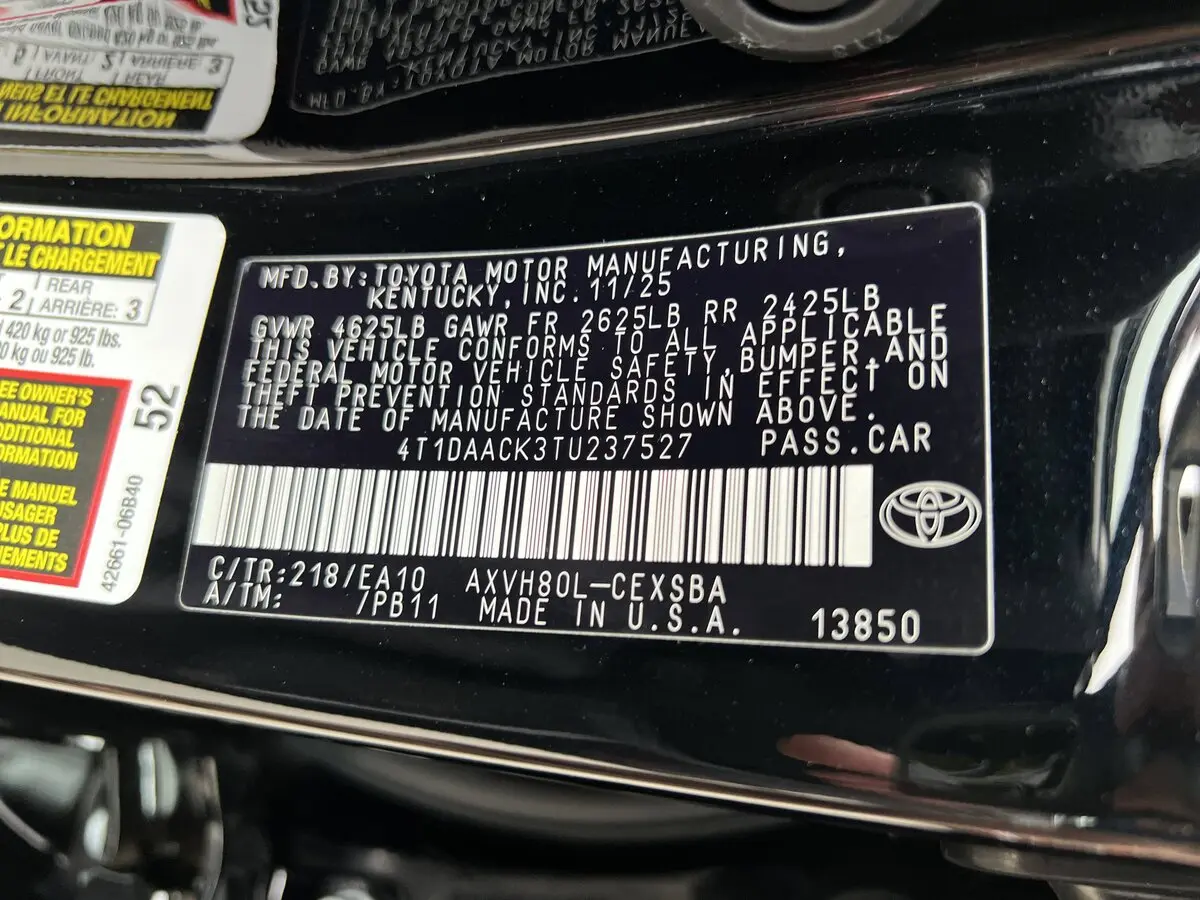 ORMATION
T LE CHARGEMENT
REAR
2 ARRIÈRE: 3
420 kg or 925 lbs.
0 kg ou 925 lb.
EE OWNER'S
MANUAL FOR
DDITIONAL
ORMATION
E MANUEL
USAGER
PLUS DE
NEMENTS
52
42661-06B40
MFD.BY:TOYOTA MOTOR MANUFACTURING,
KENTUCKY,INC.11/25
GVWR 4625LB GAWR FR 2625LB RR 2425LB
THIS VEHICLE CONFORMS TO ALL APPLICABLE
FEDERAL MOTOR VEHICLE SAFETY,BUMPER,AND
THEFT PREVENTION STANDARDS IN EFFECT ON
THE DATE OF MANUFACTURE SHOWN ABOVE.
4T1DAACK3TU237527 PASS.CAR
C/TR:218/EA10 AXVH80L-CEXSBA
A/TM: /PB11 MADE IN U.S.A. 13850